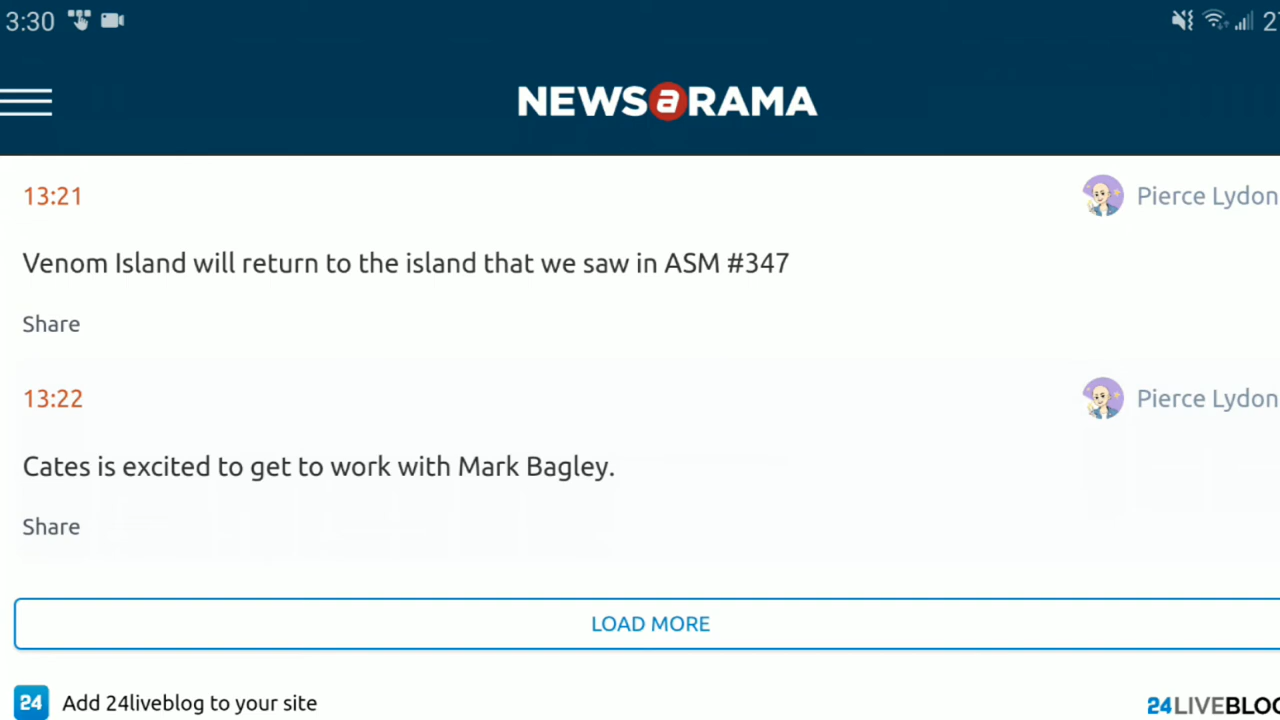 3:30
27
NEWSaRAMA
13:21
Pierce Lydon
Venom Island will return to the island that we saw in ASM #347
Share
13:22
Pierce Lydon
Cates is excited to get to work with Mark Bagley.
Share
LOAD MORE
24 Add 24liveblog to your site
24LIVEBLO